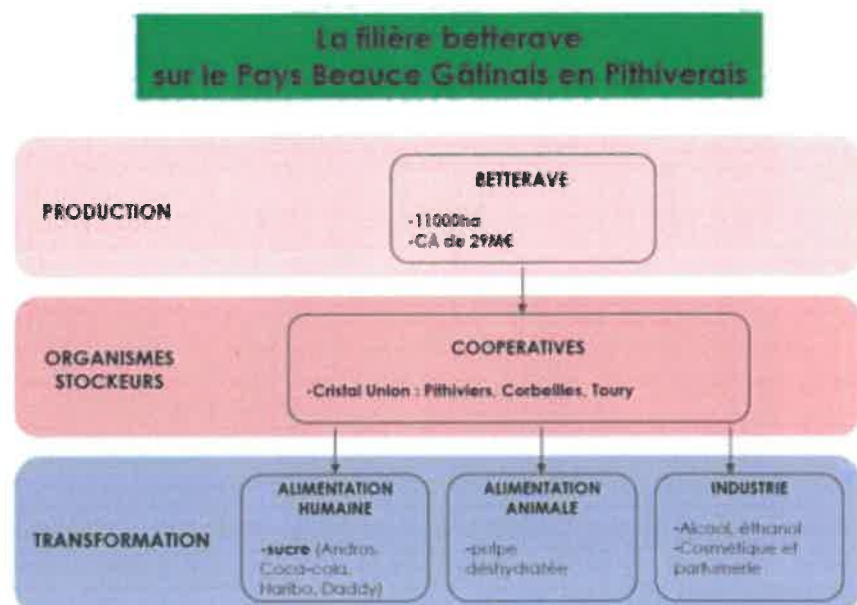 La filière betterave
sur le Pays Beauce Gâtinais en Pithiverais
PRODUCTION
BETTERAVE
-11000ha
-CA de 29M€
ORGANISMES
STOCKEURS
COOPERATIVES
-Cristal Union : Pithiviers, Corbeilles, Toury
TRANSFORMATION
ALIMENTATION
HUMAINE
-sucre (Andros,
Coca-cola,
Haribo, Daddy)
ALIMENTATION
ANIMALE
-pulpe
déshydratée
INDUSTRIE
-Alcool, éthanol
-Cosmétique et
parfumerie